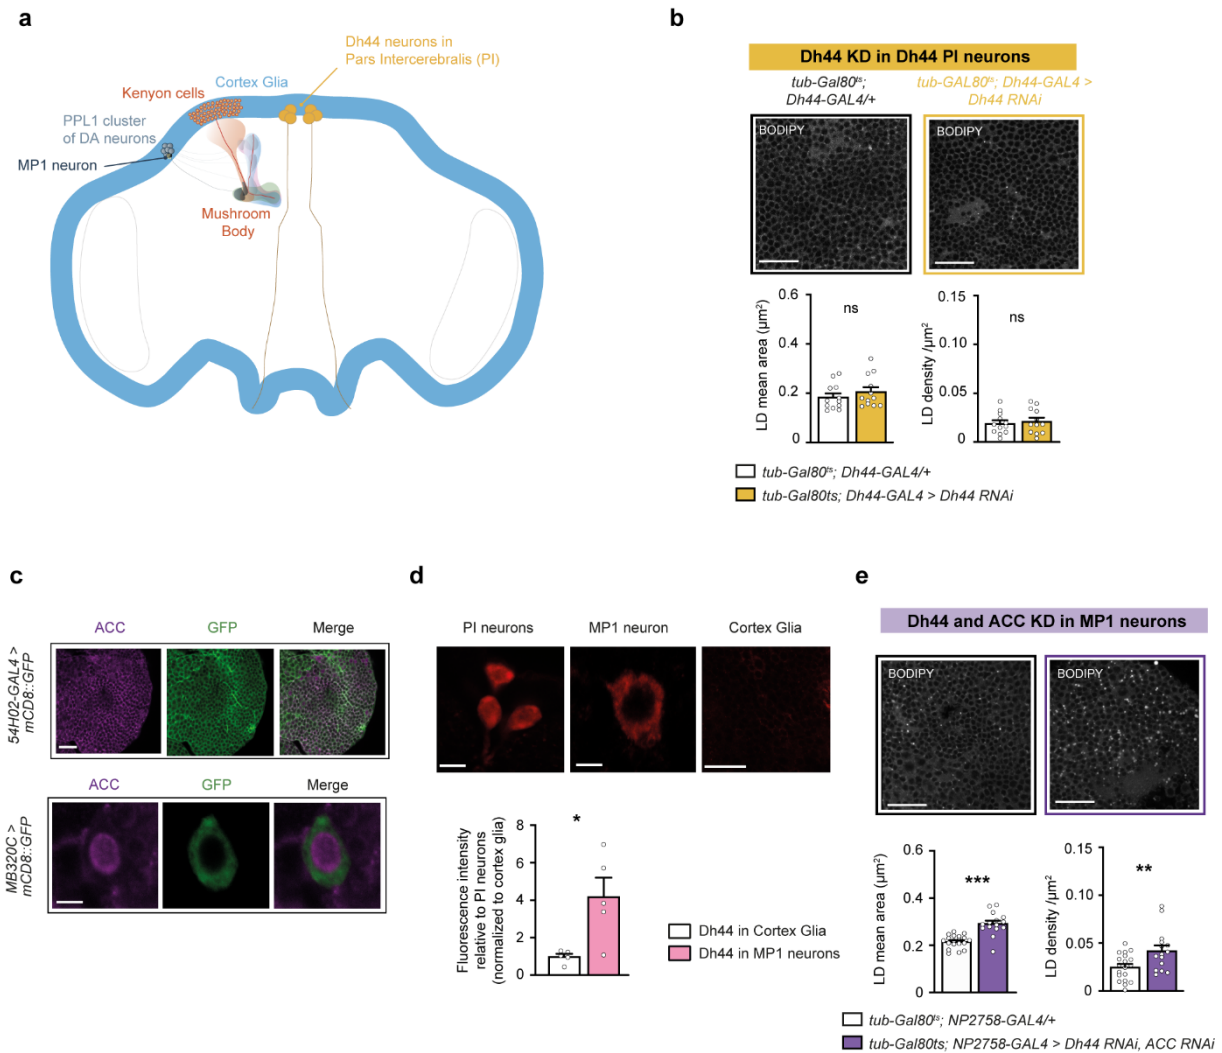 a
Dh44 neurons in
Pars Intercerebralis (PI)
Cortex Glia
Kenyon cells
PPL1 cluster
of DA neurons
MP1 neuron
Mushroom
Body
b
Dh44 KD in Dh44 PI neurons
tub-Gal80ts;
Dh44-GAL4/+
tub-GAL80ts; Dh44-GAL4 >
Dh44 RNAi
BODIPY
BODIPY
LD mean area (μm²)
0.6
0.4
0.2
0
ns
LD density /μm²
0.15
0.10
0.05
0
ns
tub-Gal80ts; Dh44-GAL4/+
tub-Gal80ts; Dh44-GAL4 > Dh44 RNAi
c
ACC GFP Merge
54H02-GAL4 >
mCD8::GFP
ACC GFP Merge
MB320C >
mCD8::GFP
d
PI neurons MP1 neuron Cortex Glia
Fluorescence intensity
relative to PI neurons
(normalized to cortex glia)
8
6
4
2
0
*
Dh44 in Cortex Glia
Dh44 in MP1 neurons
e
Dh44 and ACC KD in MP1 neurons
BODIPY
BODIPY
LD mean area (μm²)
0.6
0.4
0.2
0
***
LD density /μm²
0.15
0.10
0.05
0
**
tub-Gal80ts; NP2758-GAL4/+
tub-Gal80ts; NP2758-GAL4 > Dh44 RNAi, ACC RNAi